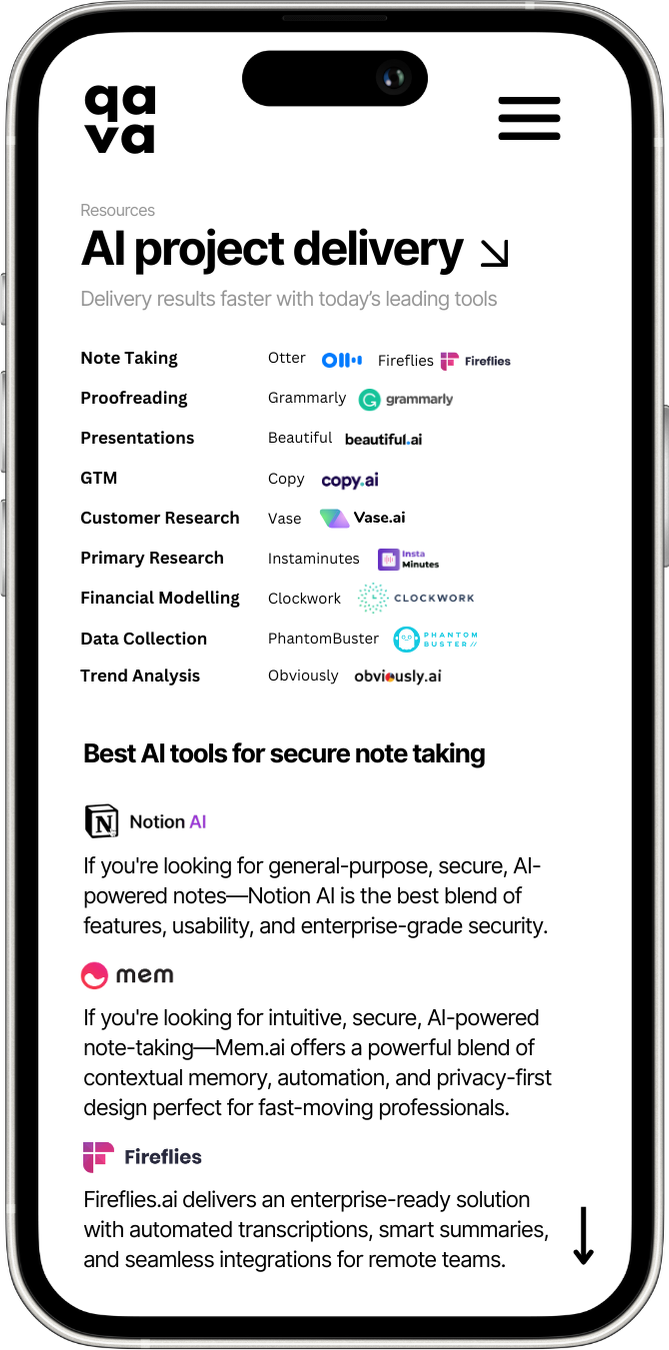 qa
va
Resources
AI project delivery
Delivery results faster with today’s leading tools
Note Taking Otter Fireflies Fireflies
Proofreading Grammarly grammarly
Presentations Beautiful beautiful.ai
GTM Copy copy.ai
Customer Research Vase Vase.ai
Primary Research Instaminutes Insta Minutes
Financial Modelling Clockwork CLOCKWORK
Data Collection PhantomBuster PHANTOM BUSTER //
Trend Analysis Obviously obviously.ai
Best AI tools for secure note taking
N Notion AI
If you're looking for general-purpose, secure, AI-
powered notes—Notion AI is the best blend of
features, usability, and enterprise-grade security.
mem
If you're looking for intuitive, secure, AI-powered
note-taking—Mem.ai offers a powerful blend of
contextual memory, automation, and privacy-first
design perfect for fast-moving professionals.
Fireflies
Fireflies.ai delivers an enterprise-ready solution
with automated transcriptions, smart summaries,
and seamless integrations for remote teams.